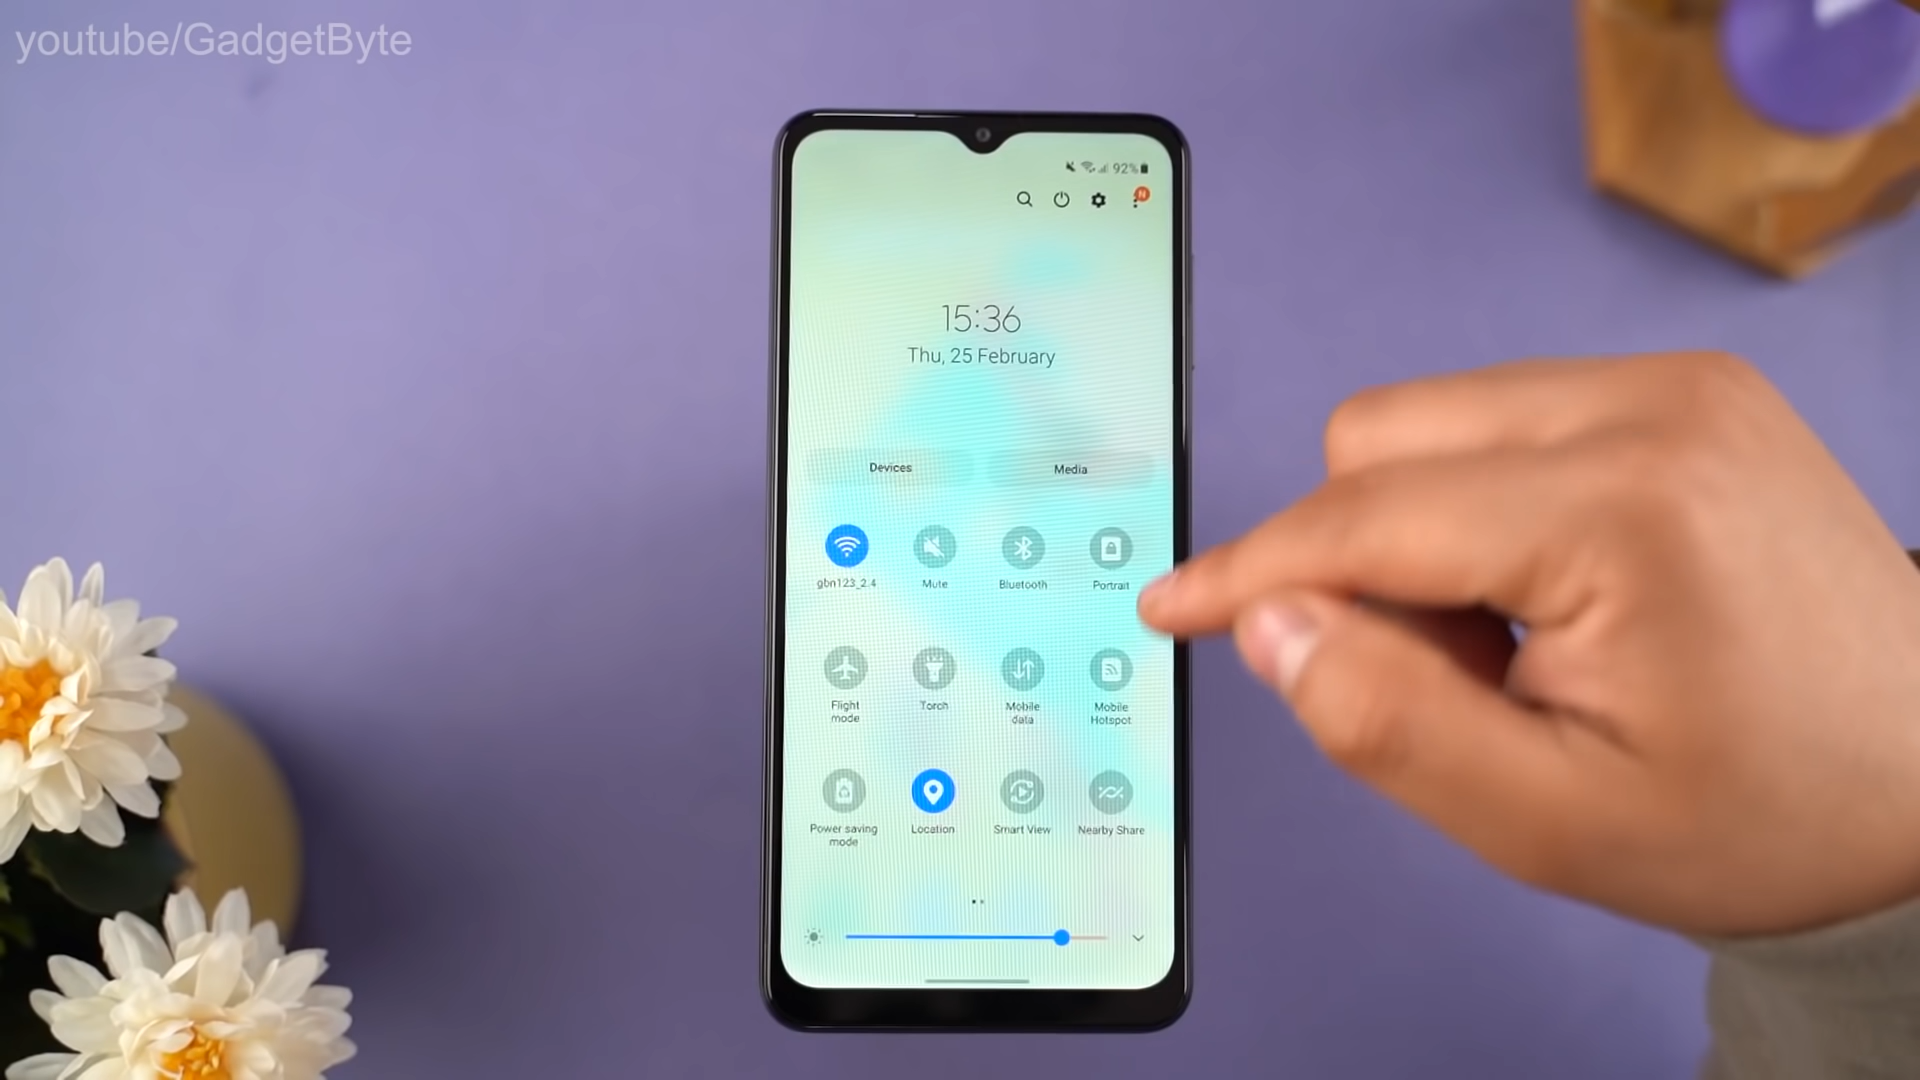 youtube/GadgetByte
92%
N
15:36
Thu, 25 February
Devices
Media
gbn123_2.4
Mute
Bluetooth
Portrait
Flight
mode
Torch
Mobile
data
Mobile
Hotspot
Power saving
mode
Location
Smart View
Nearby Share